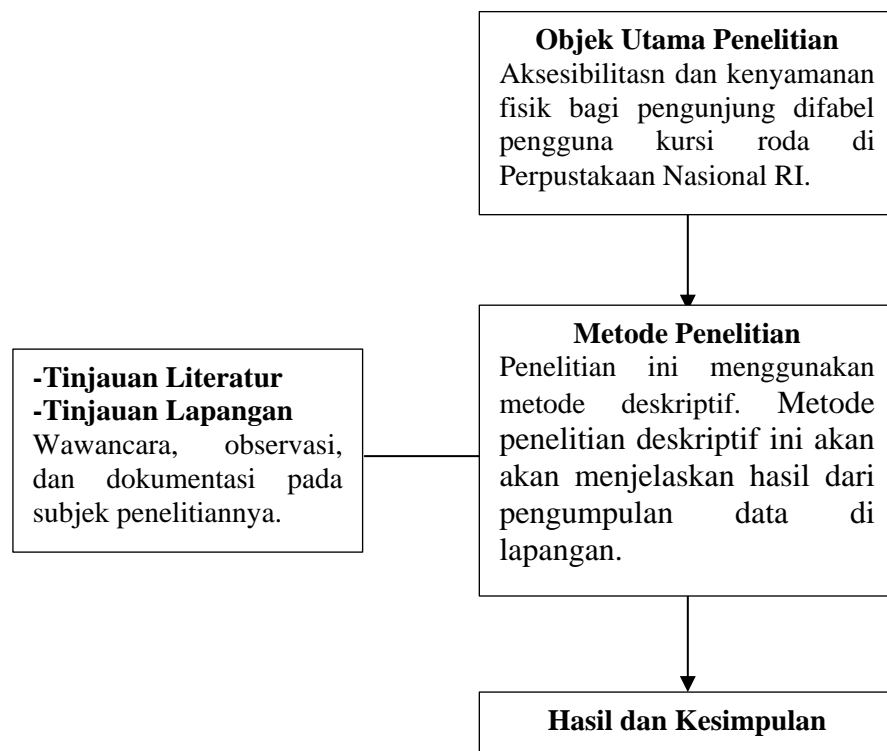 Objek Utama Penelitian
Aksesibilitasn dan kenyamanan
fisik bagi pengunjung difabel
pengguna kursi roda di
Perpustakaan Nasional RI.
Metode Penelitian
Penelitian ini menggunakan
metode deskriptif. Metode
penelitian deskriptif ini akan
akan menjelaskan hasil dari
pengumpulan data di
lapangan.
-Tinjauan Literatur
-Tinjauan Lapangan
Wawancara, observasi,
dan dokumentasi pada
subjek penelitiannya.
Hasil dan Kesimpulan